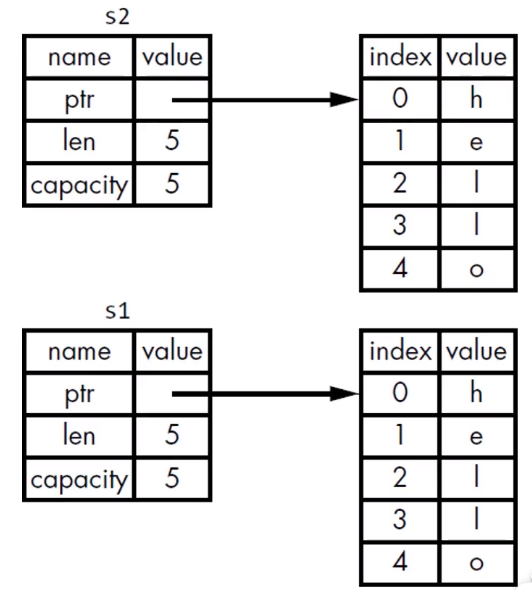 s2
name value index value
ptr 0 h
len 5 1 e
capacity 5 2 l
3 l
4 o
s1
name value index value
ptr 0 h
len 5 1 e
capacity 5 2 l
3 l
4 o